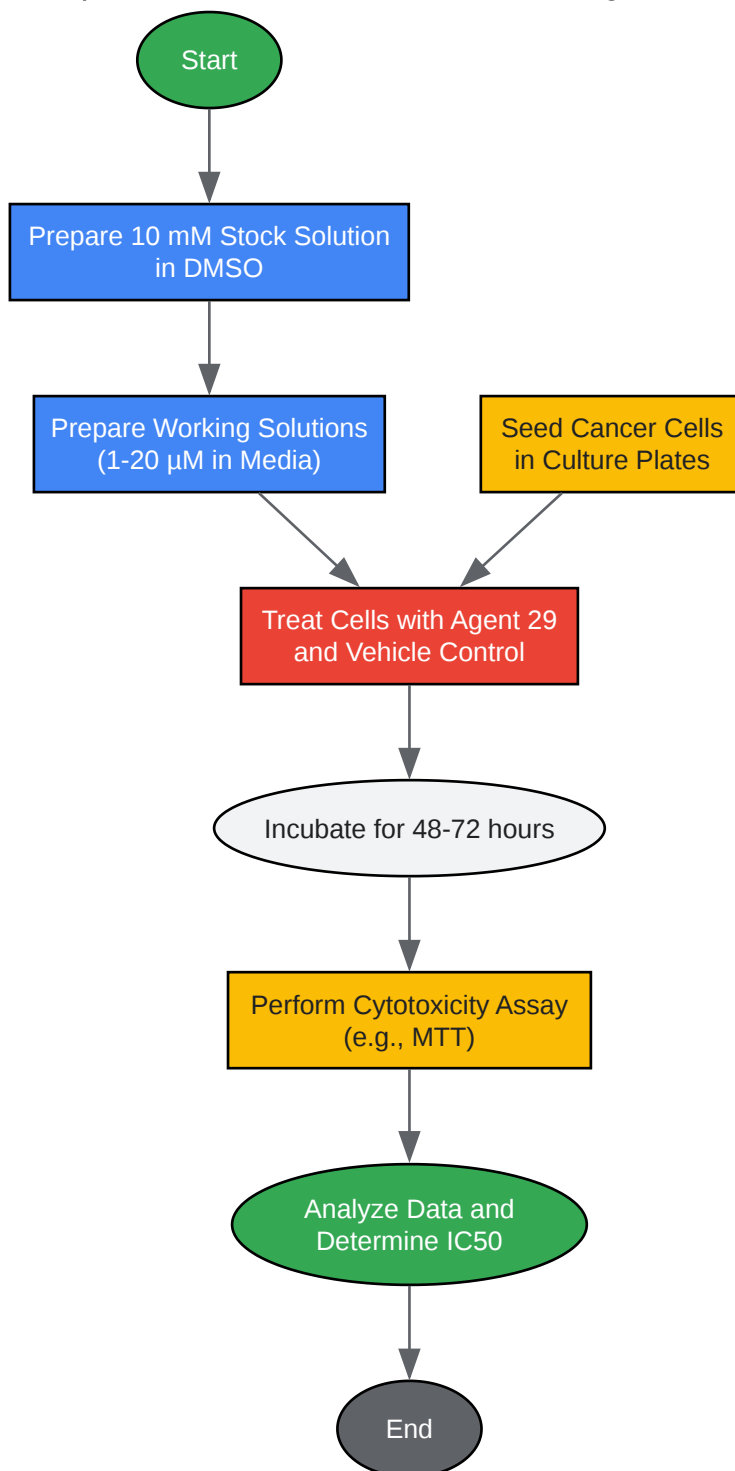 Start
Prepare 10 mM Stock Solution
in DMSO
Prepare Working Solutions
(1-20 µM in Media)
Seed Cancer Cells
in Culture Plates
Treat Cells with Agent 29
and Vehicle Control
Incubate for 48-72 hours
Perform Cytotoxicity Assay
(e.g., MTT)
Analyze Data and
Determine IC50
End